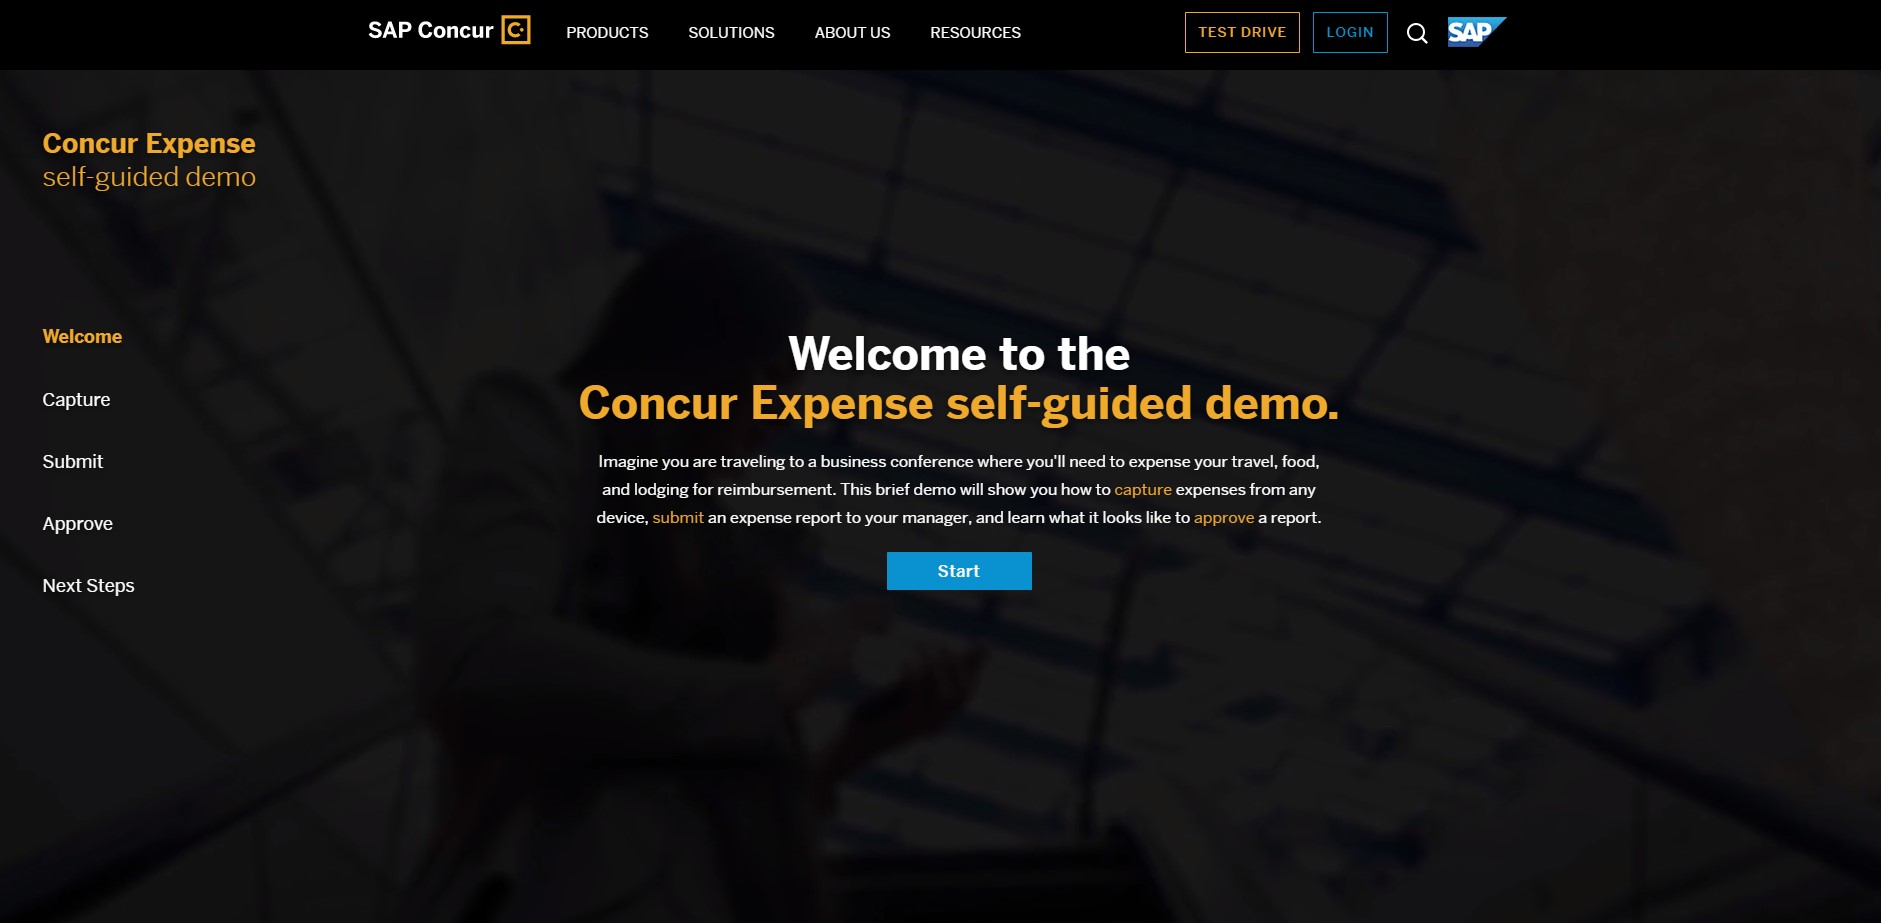 SAP Concur
PRODUCTS
SOLUTIONS
ABOUT US
RESOURCES
TEST DRIVE
LOGIN
SAP
Concur Expense
self-guided demo
Welcome
Capture
Submit
Approve
Next Steps
Welcome to the
Concur Expense self-guided demo.
Imagine you are traveling to a business conference where you'll need to expense your travel, food,
and lodging for reimbursement. This brief demo will show you how to capture expenses from any
device, submit an expense report to your manager, and learn what it looks like to approve a report.
Start